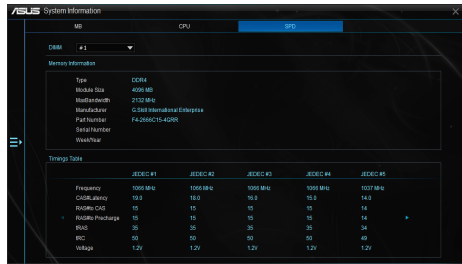 ASUS System Information
MB CPU SPD
DIMM #1
Memory Information
Type DDR4
Module Size 4096 MB
MaxBandwidth 2132 MHz
Manufacturer G.Skill International Enterprise
Part Number F4-2666C15-4GRR
Serial Number
Week/Year
Timings Table
JEDEC #1 JEDEC #2 JEDEC #3 JEDEC #4 JEDEC #5
Frequency 1066 MHz 1066 MHz 1066 MHz 1066 MHz 1037 MHz
CAS#Latency 19.0 18.0 16.0 15.0 14.0
RAS#to CAS 15 15 15 15 14
RAS#to Precharge 15 15 15 15 14
tRAS 35 35 35 35 34
tRC 50 50 50 50 49
Voltage 1.2V 1.2V 1.2V 1.2V 1.2V